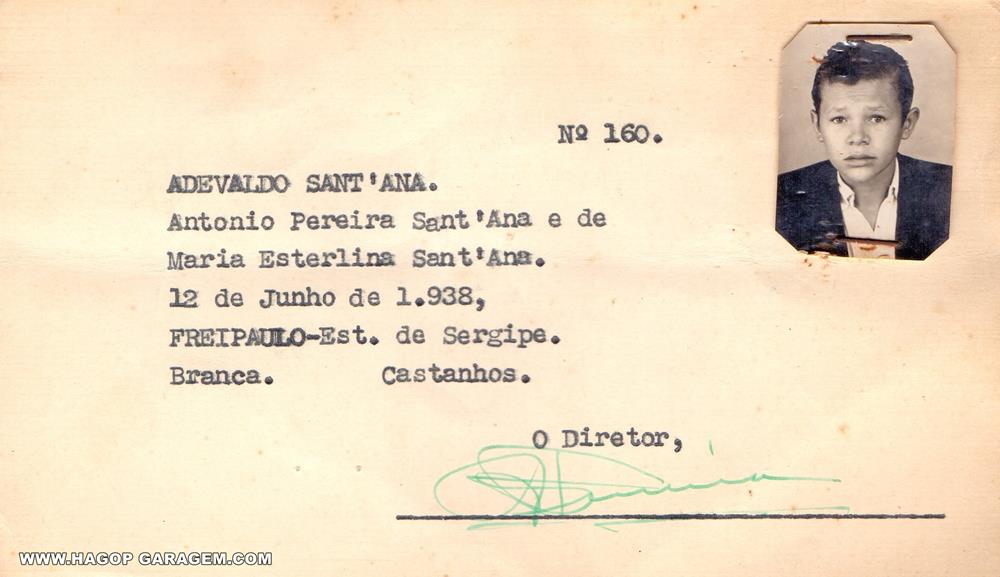 Nº 160.
ADEVALDO SANT'ANA.
Antonio Pereira Sant'Ana e de
Maria Esterlina Sant'Ana.
12 de Junho de 1.938,
FREIPAULO-Est. de Sergipe.
Branca. Castanhos.
O Diretor,
WWW.HAGOP GARAGEM.COM